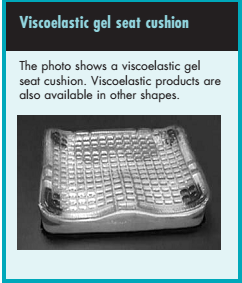 Viscoelastic gel seat cushion
The photo shows a viscoelastic gel
seat cushion. Viscoelastic products are
also available in other shapes.